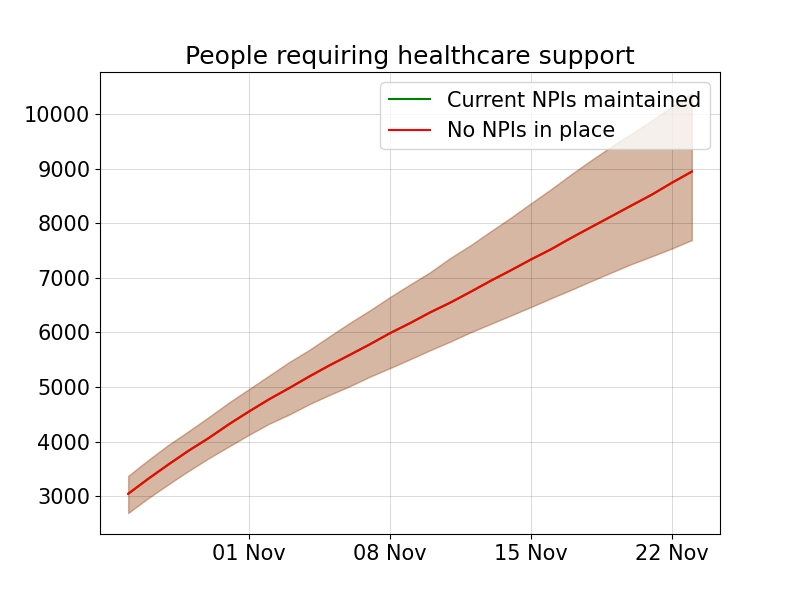 People requiring healthcare support
Current NPIs maintained
No NPIs in place
10000
9000
8000
7000
6000
5000
4000
3000
01 Nov
08 Nov
15 Nov
22 Nov